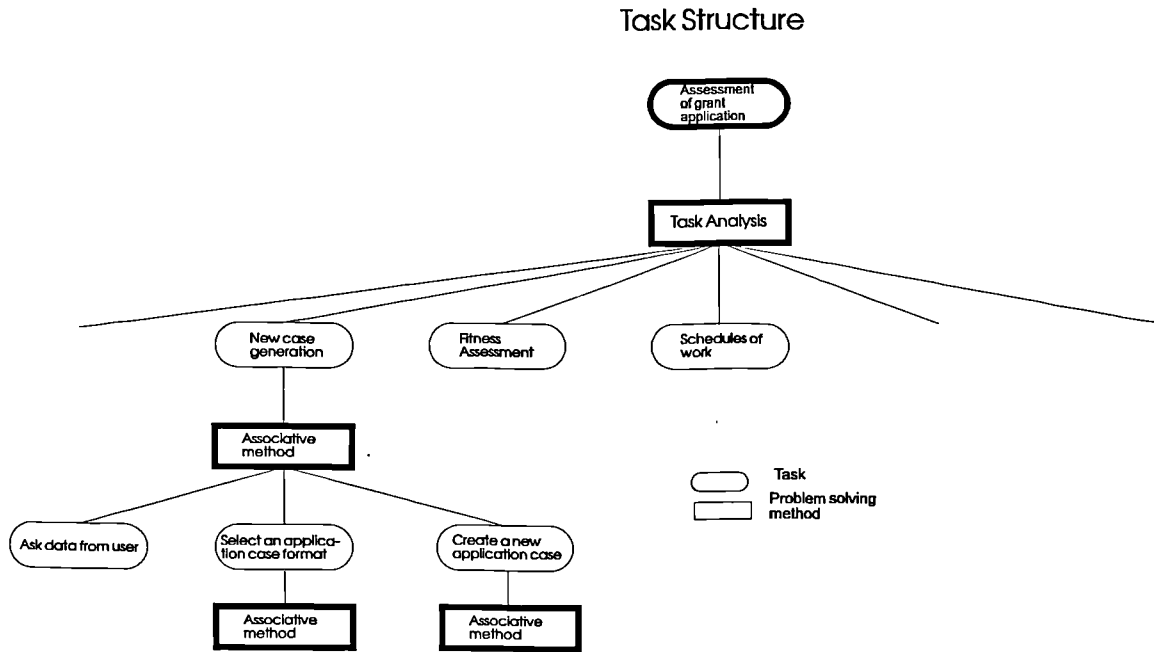 Task Structure
Assessment
of grant
application
Task Analysis
New case
generation
Fitness
Assessment
Schedules of
work
Associative
method
Task
Problem solving
method
Ask data from user
Select an applica-
tion case format
Create a new
application case
Associative
method
Associative
method